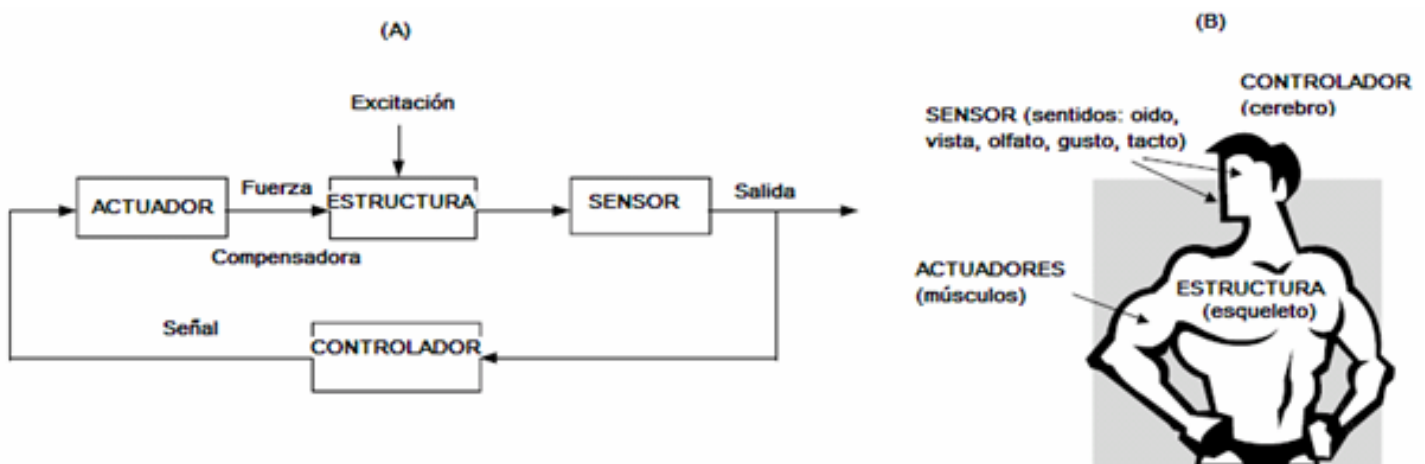 (A)
Excitación
ACTUADOR
Fuerza
Compensadora
ESTRUCTURA
SENSOR
Salida
Señal
CONTROLADOR
(B)
CONTROLADOR
(cerebro)
SENSOR (sentidos: oido,
vista, olfato, gusto, tacto)
ACTUADORES
(músculos)
ESTRUCTURA
(esqueleto)